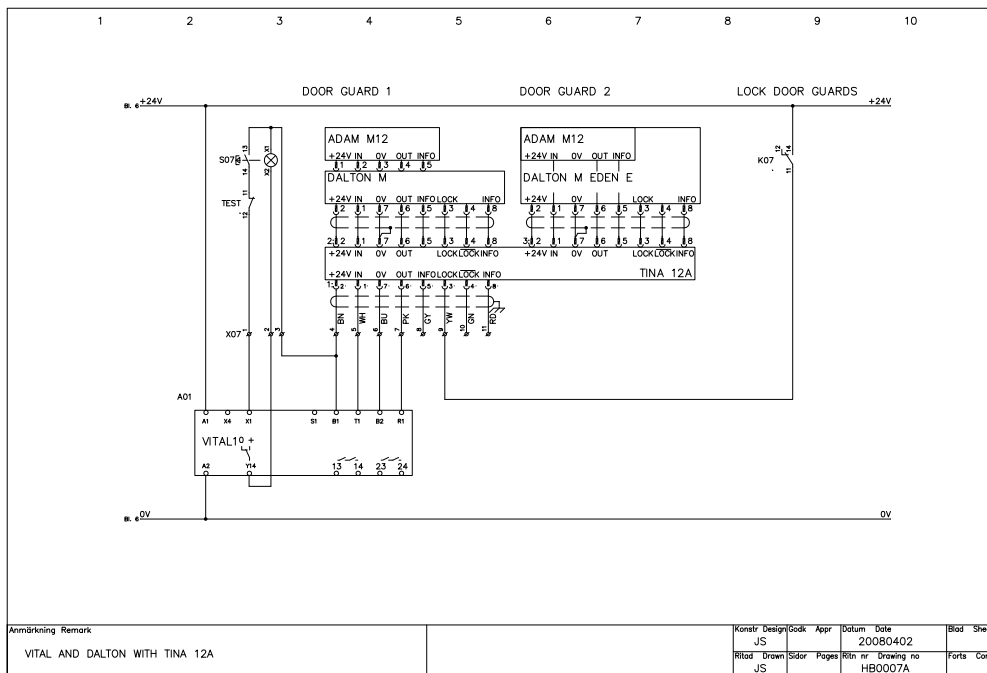 1 2 3 4 5 6 7 8 9 10
DOOR GUARD 1 DOOR GUARD 2 LOCK DOOR GUARDS
Bl. 6 +24V +24V
ADAM M12 ADAM M12
+24V IN 0V OUT INFO +24V IN 0V OUT INFO
1 2 3 4 5
DALTON M DALTON M EDEN E
+24V IN 0V OUT INFO LOCK INFO +24V IN 0V OUT INFO LOCK INFO
2 1 7 6 5 3 4 8 2 1 7 6 5 3 4 8
13 X1
14 X2
11
TEST
12
12 14
K07
11
2: 2 1 7 6 5 3 4 8 3: 2 1 7 6 5 3 4 8
+24V IN 0V OUT LOCK LOCK INFO +24V IN 0V OUT LOCK LOCK INFO
TINA 12A
+24V IN 0V OUT INFO LOCK LOCK INFO
1: 2 1 7 6 5 3 4 8
BN WH BU PK GY YW GN RD
X07 1 2 3 4 5 6 7 8 9 10 11
A01
A1 X4 X1 S1 B1 T1 B2 R1
VITAL1 0 +
A2 Y14 13 14 23 24
Bl. 6 0V 0V
Anmärkning Remark
VITAL AND DALTON WITH TINA 12A
Konstr Design Godk Appr Datum Date Blad
JS 20080402
Ritad Drawn Sidor Pages Ritn nr Drawing no Forts
JS HB0007A